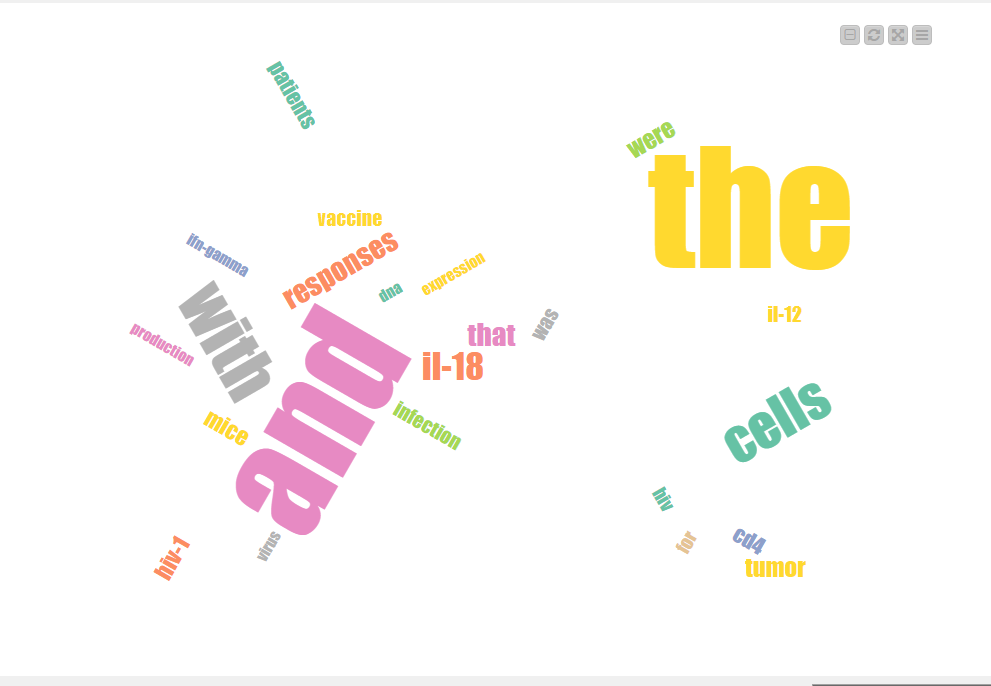 patients
were
the
vaccine
responses
ifn-gamma
dna
expression
with
and
production
that
was
il-18
il-12
mice
infection
cells
hiv
hiv-1
virus
for
cd4
tumor